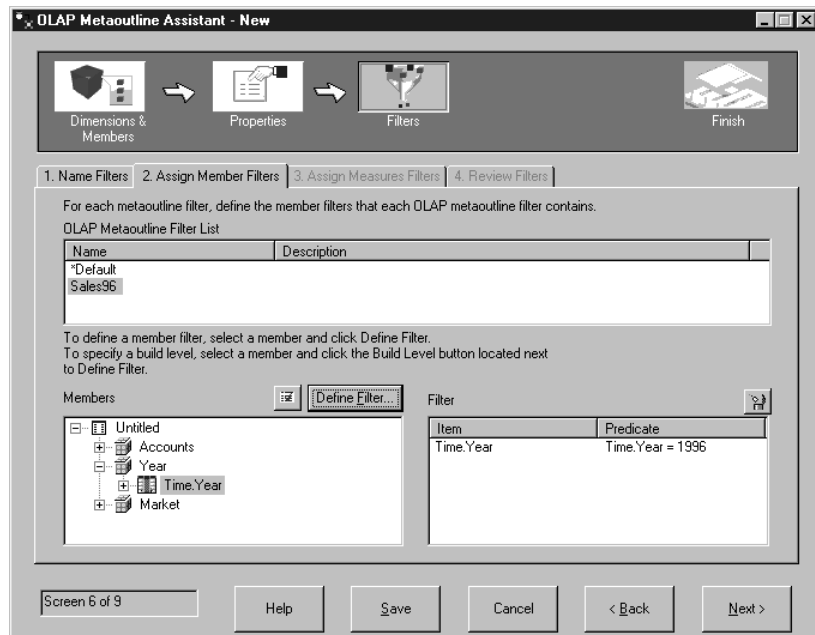 OLAP Metaoutline Assistant - New
Dimensions &
Members
Properties
Filters
Finish
1. Name Filters 2. Assign Member Filters 3. Assign Measures Filters 4. Review Filters
For each metaoutline filter, define the member filters that each OLAP metaoutline filter contains.
OLAP Metaoutline Filter List
Name Description
*Default
Sales96
To define a member filter, select a member and click Define Filter.
To specify a build level, select a member and click the Build Level button located next
to Define Filter.
Members Define Filter... Filter
Untitled
Accounts
Year
Time.Year
Market
Item Predicate
Time.Year Time.Year = 1996
Screen 6 of 9 Help Save Cancel < Back Next >